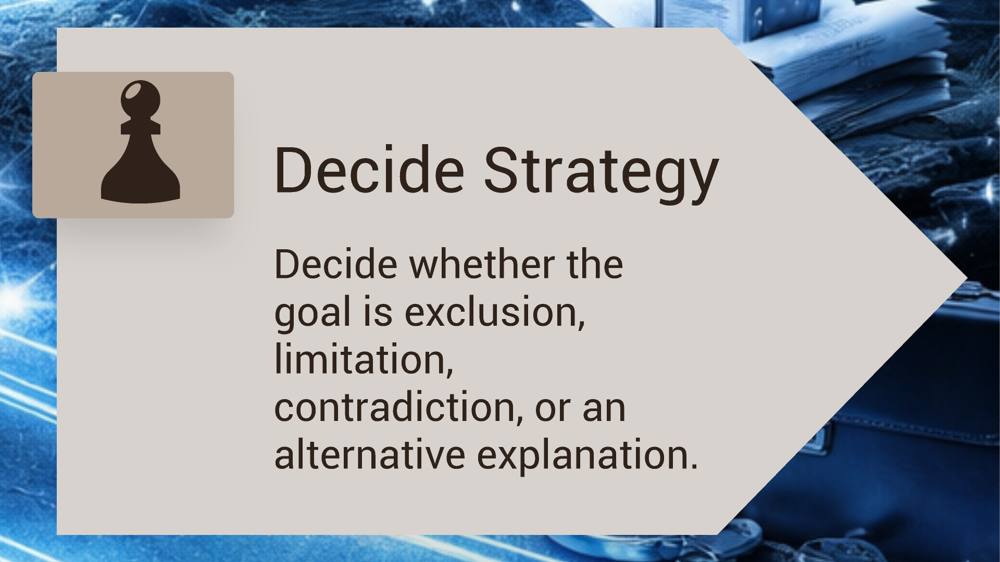 Decide Strategy
Decide whether the
goal is exclusion,
limitation,
contradiction, or an
alternative explanation.